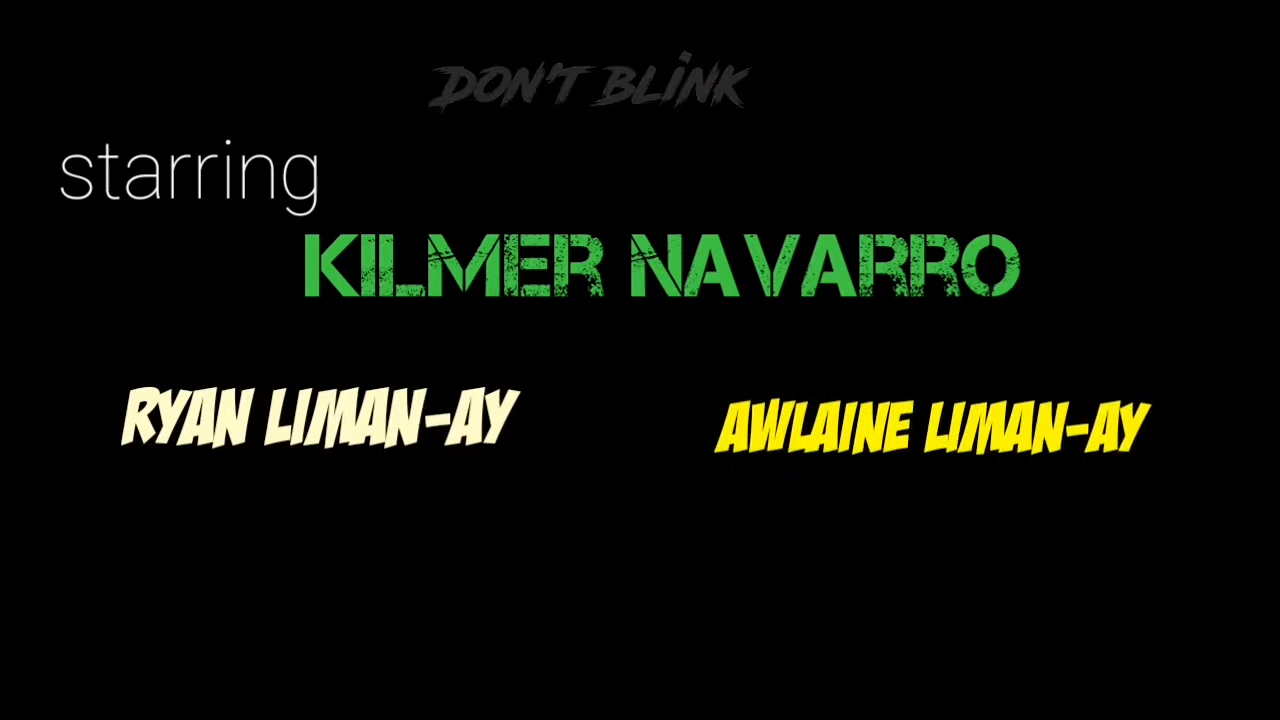 DON'T BLINK
starring
KILMER NAVARRO
RYAN LIMAN-AY
AWLAINE LIMAN-AY